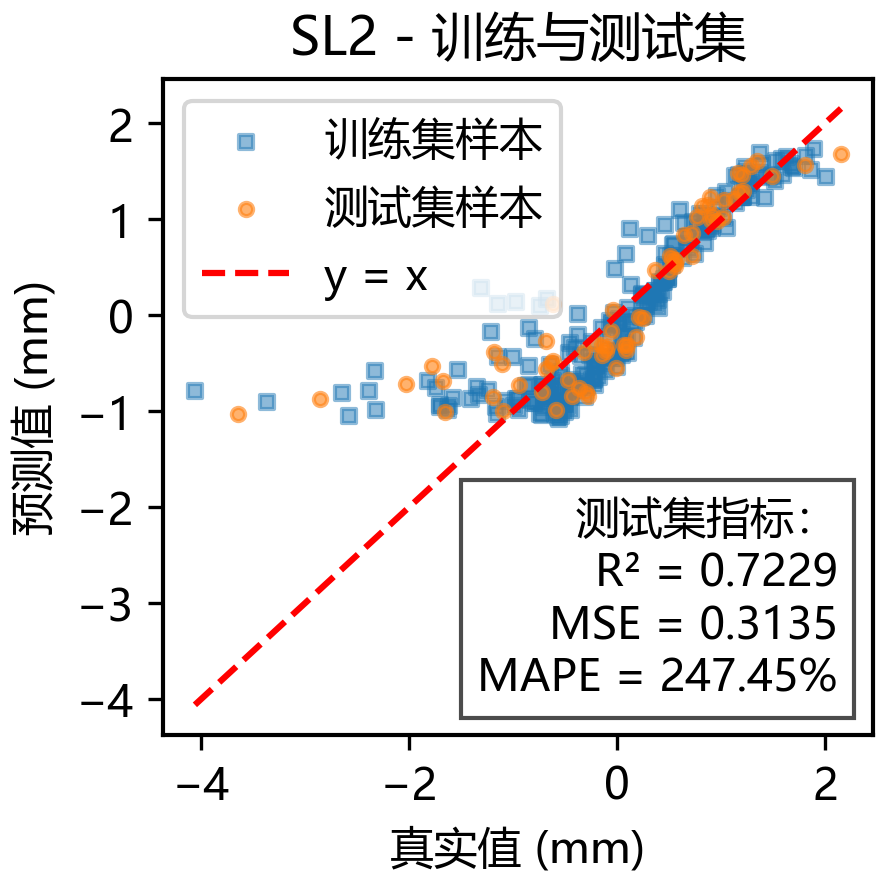 SL2 - 训练与测试集
训练集样本
测试集样本
y = x
2
1
0
−1
−2
−3
−4
预测值 (mm)
测试集指标：
R² = 0.7229
MSE = 0.3135
MAPE = 247.45%
−4
−2
0
2
真实值 (mm)